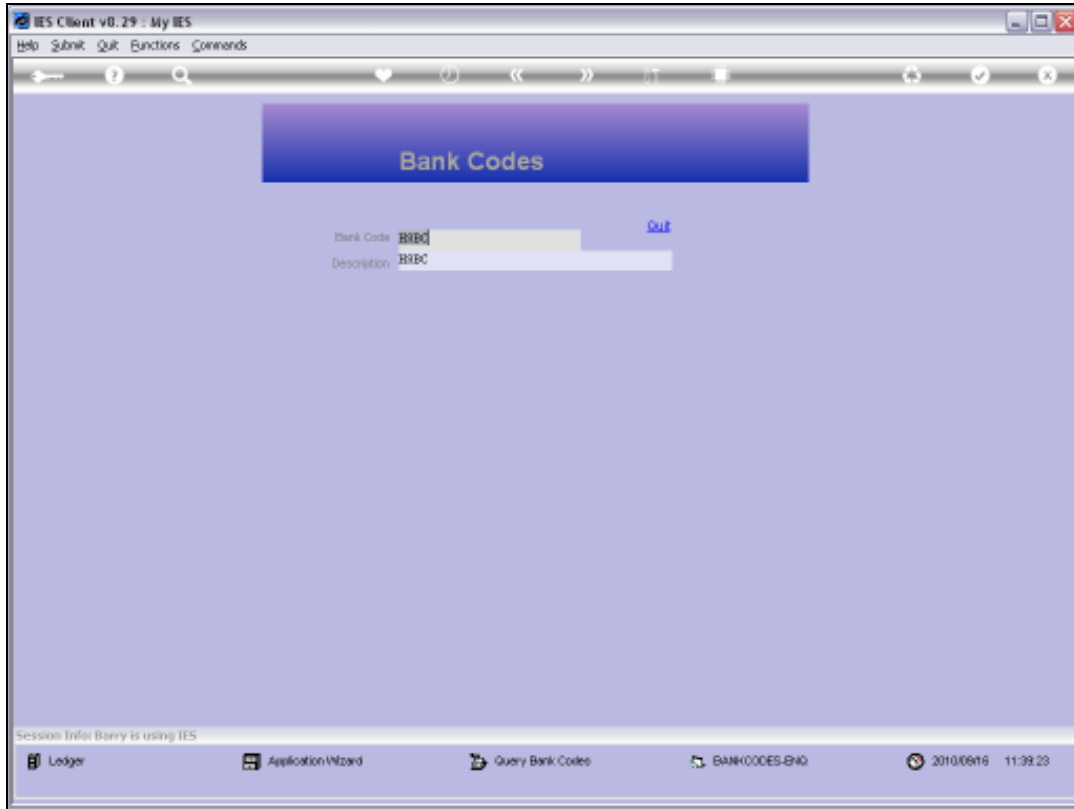 IES Client v8.29 : My IES
Help Submit Quit Functions Commands
Bank Codes
Quit
Bank Code HSBC
Description HSBC
Session Info: Barry is using IES
Ledger Application Wizard Query Bank Codes BANKCODES-ENQ 2010/09/16 11:39:23